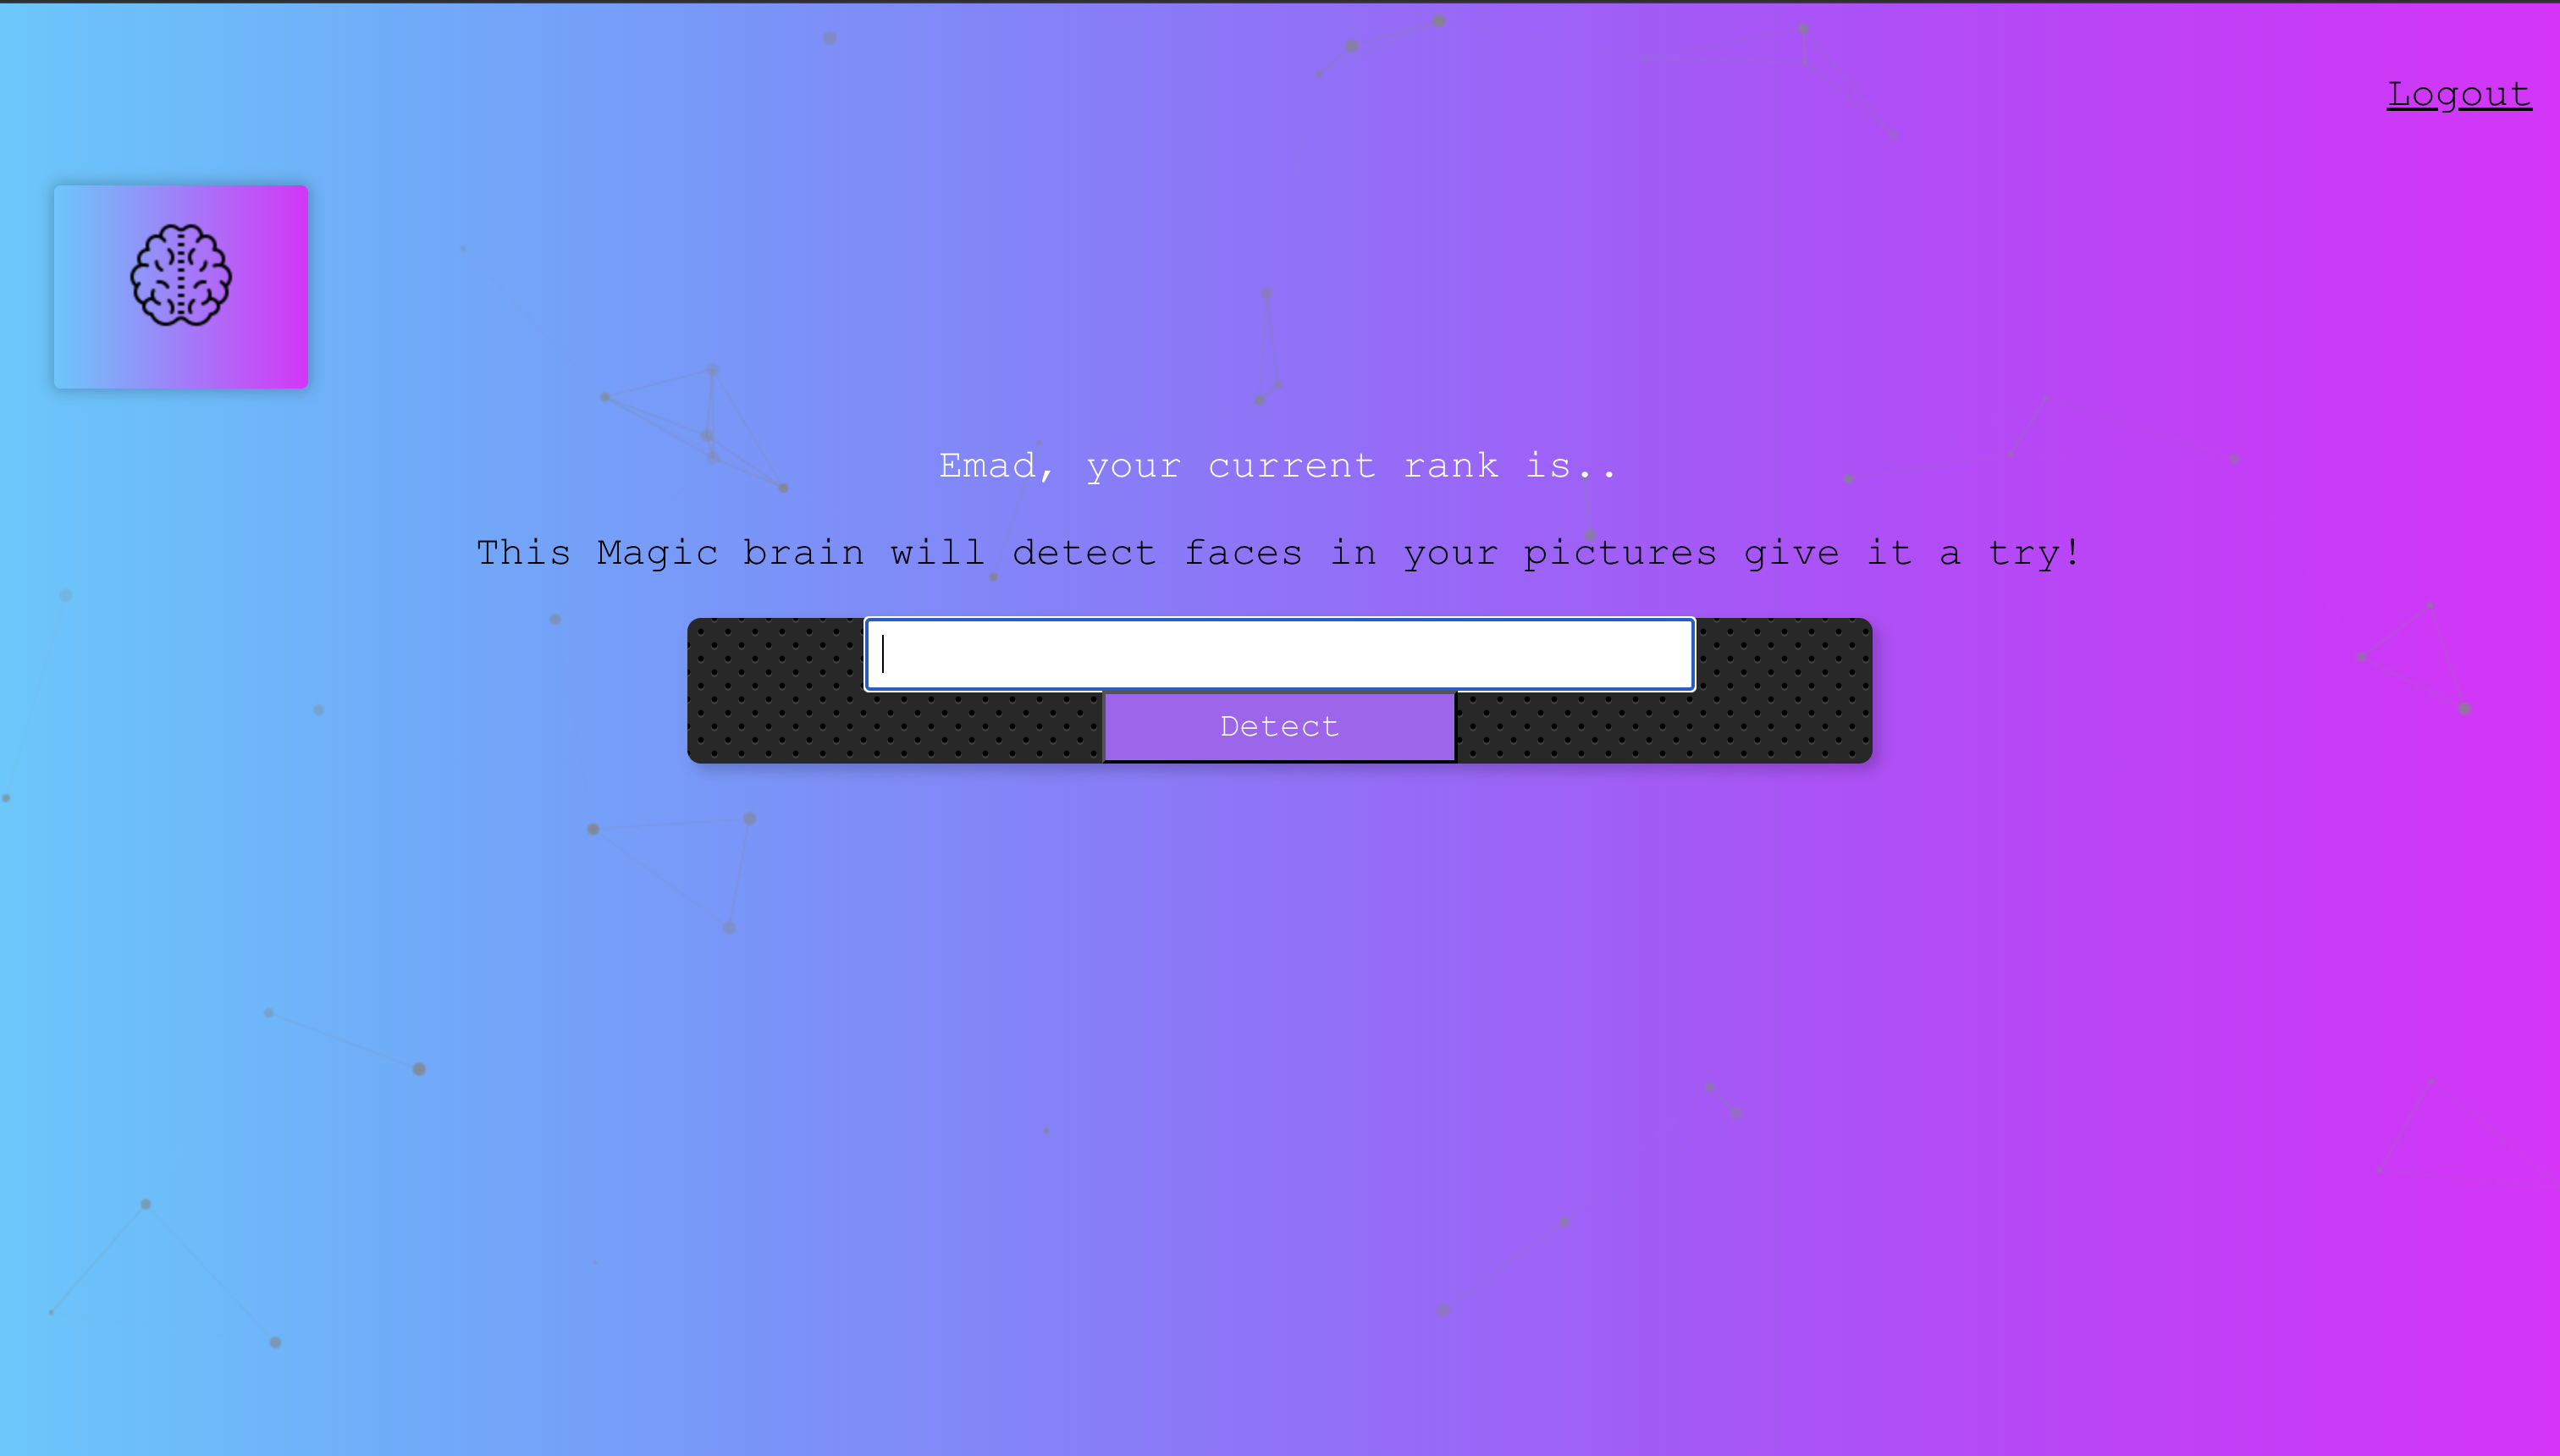 Logout
Emad, your current rank is..
This Magic brain will detect faces in your pictures give it a try!
Detect